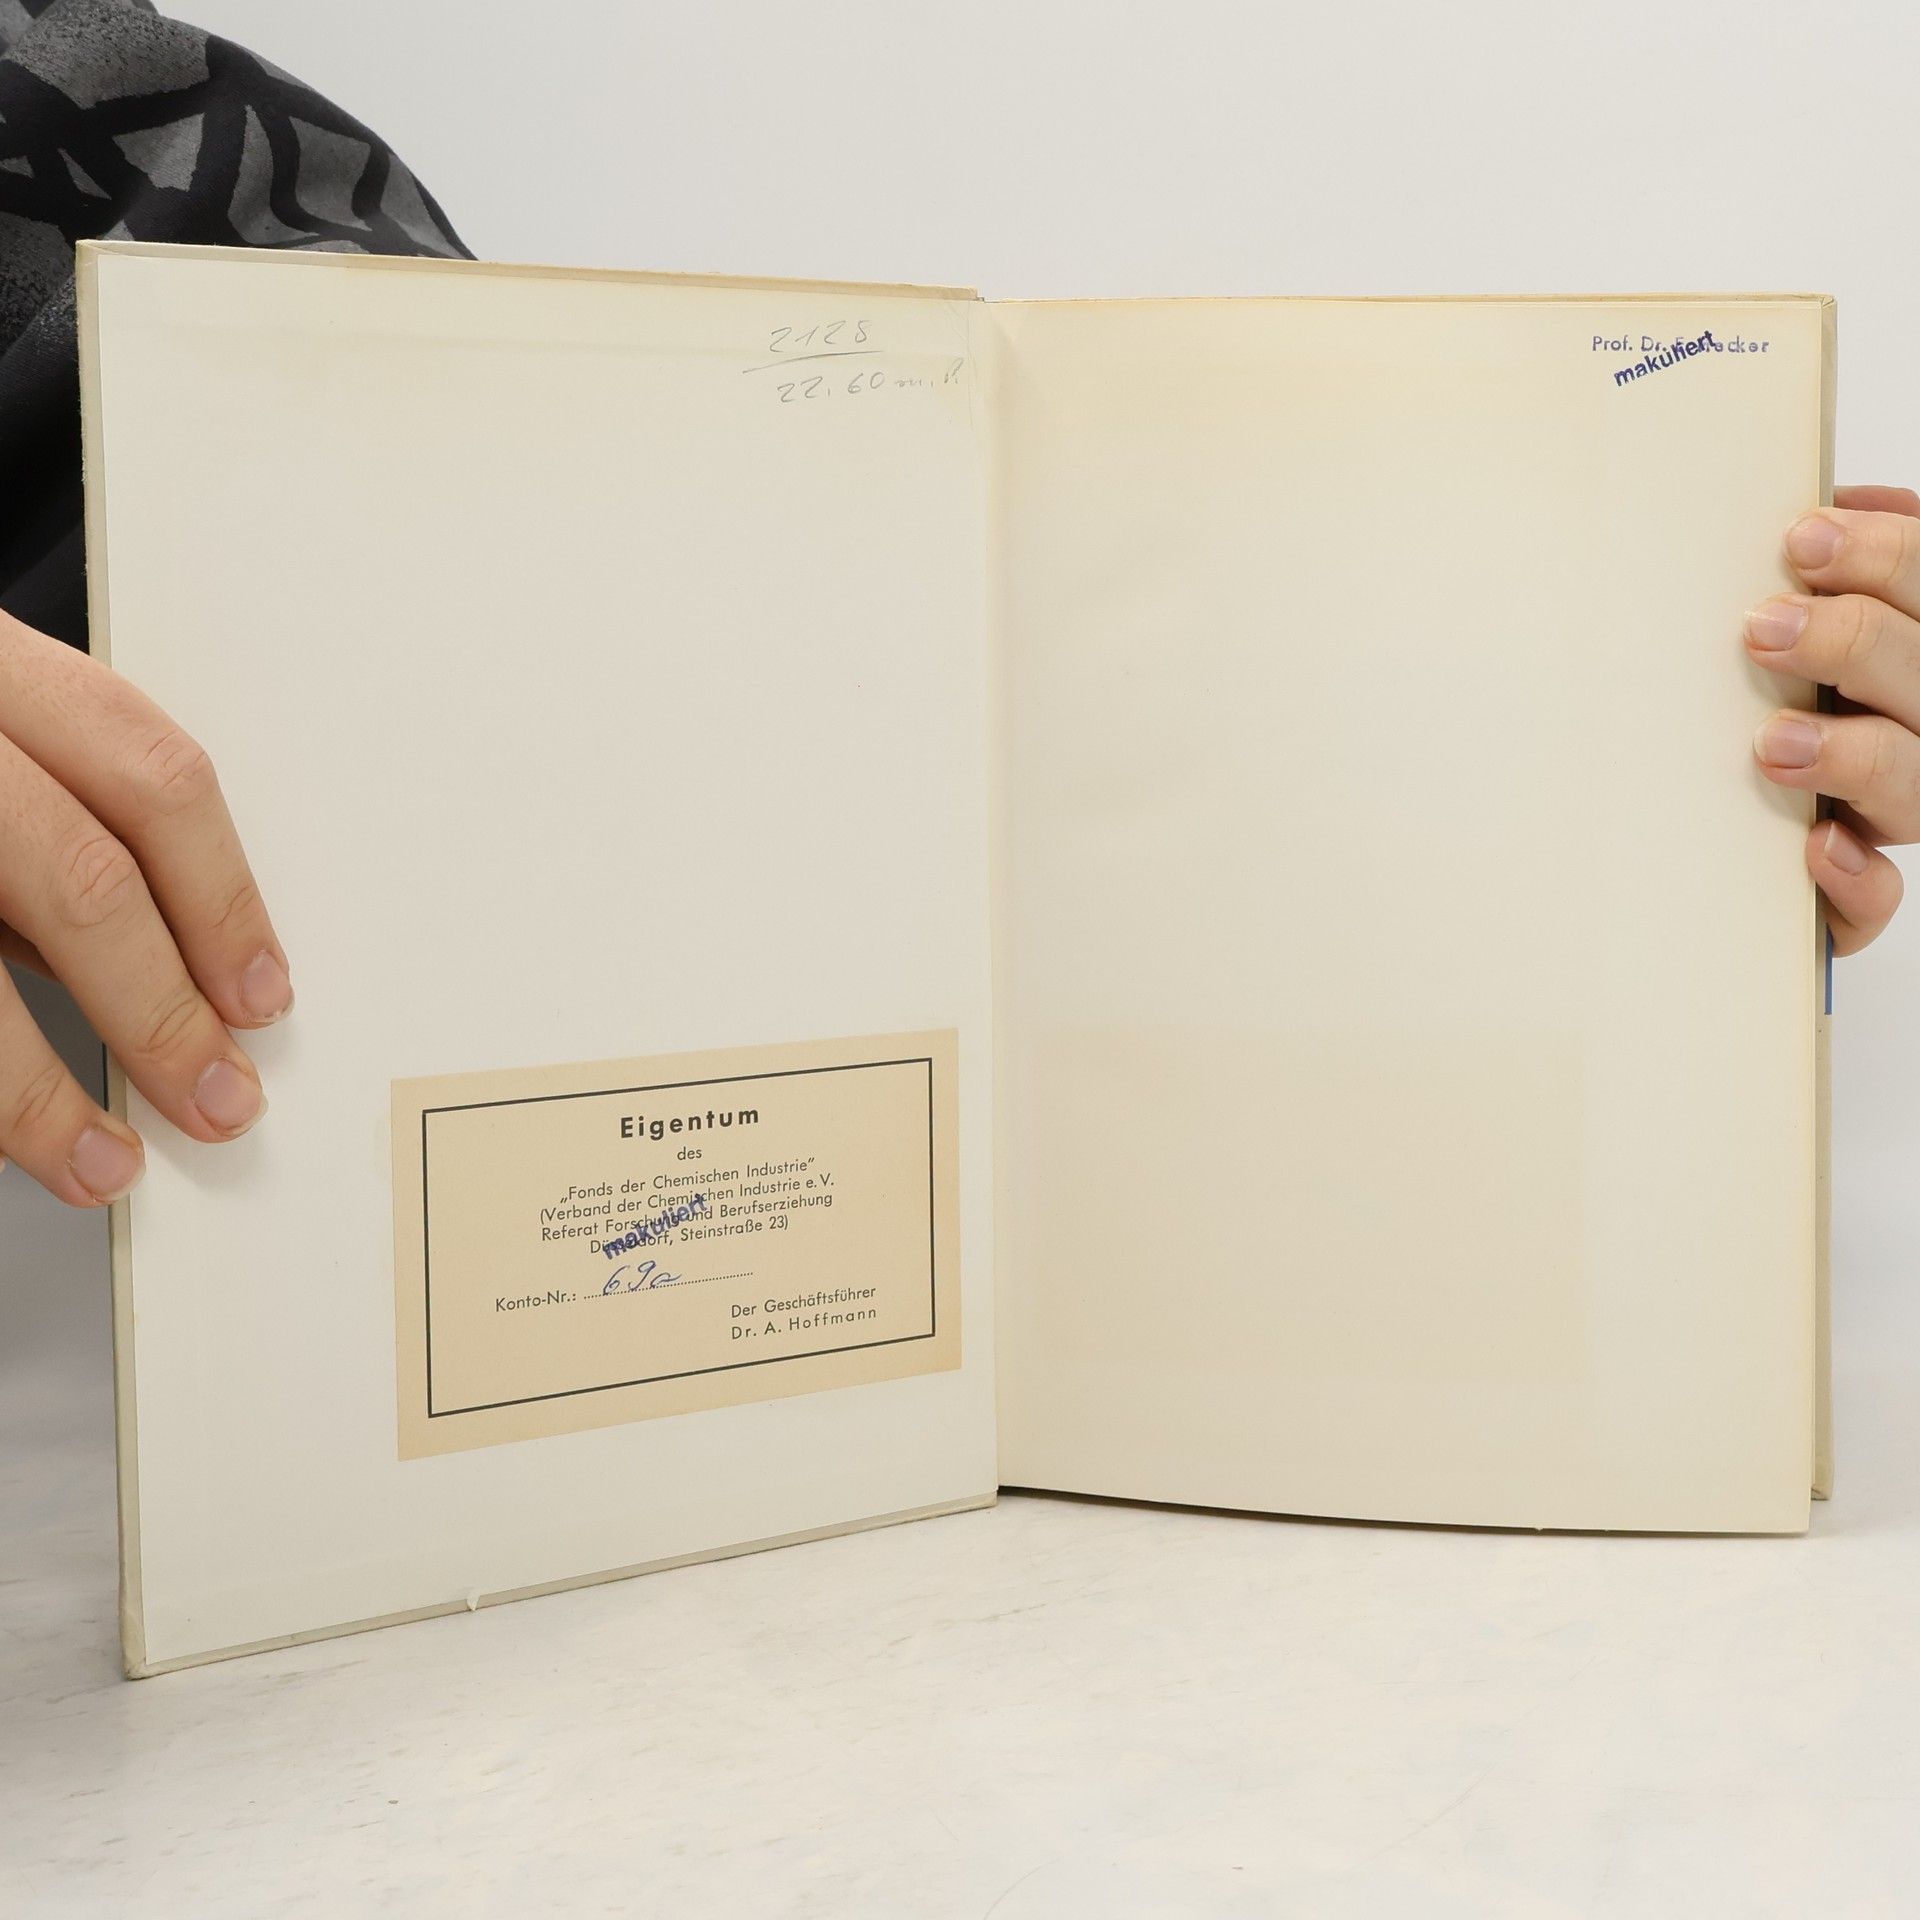 2128
22.60
Prof. Dr.
makuliert
Eigentum
des
„Fonds der Chemischen Industrie”
(Verband der Chemischen Industrie e. V.
Referat Forschung und Berufserziehung
Düsseldorf, Steinstraße 23)
makuliert
Konto-Nr.: 69a
Der Geschäftsführer
Dr. A. Hoffmann